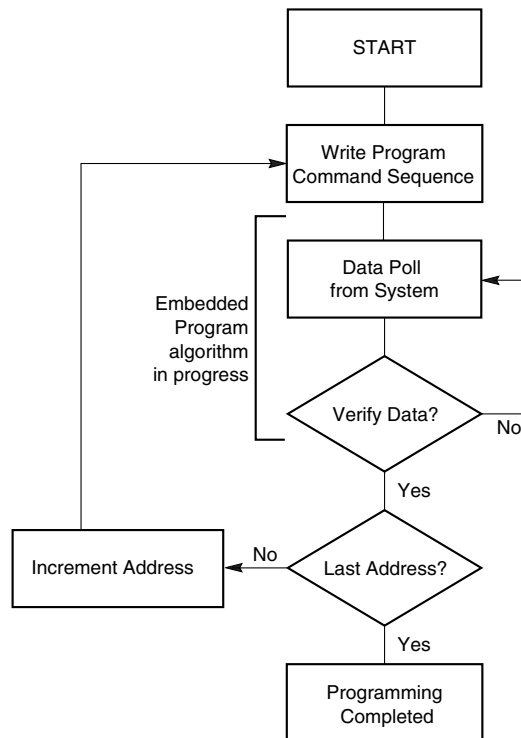 START
Write Program
Command Sequence
Data Poll
from System
Embedded
Program
algorithm
in progress
Verify Data?
No
Yes
Increment Address
No
Last Address?
Yes
Programming
Completed